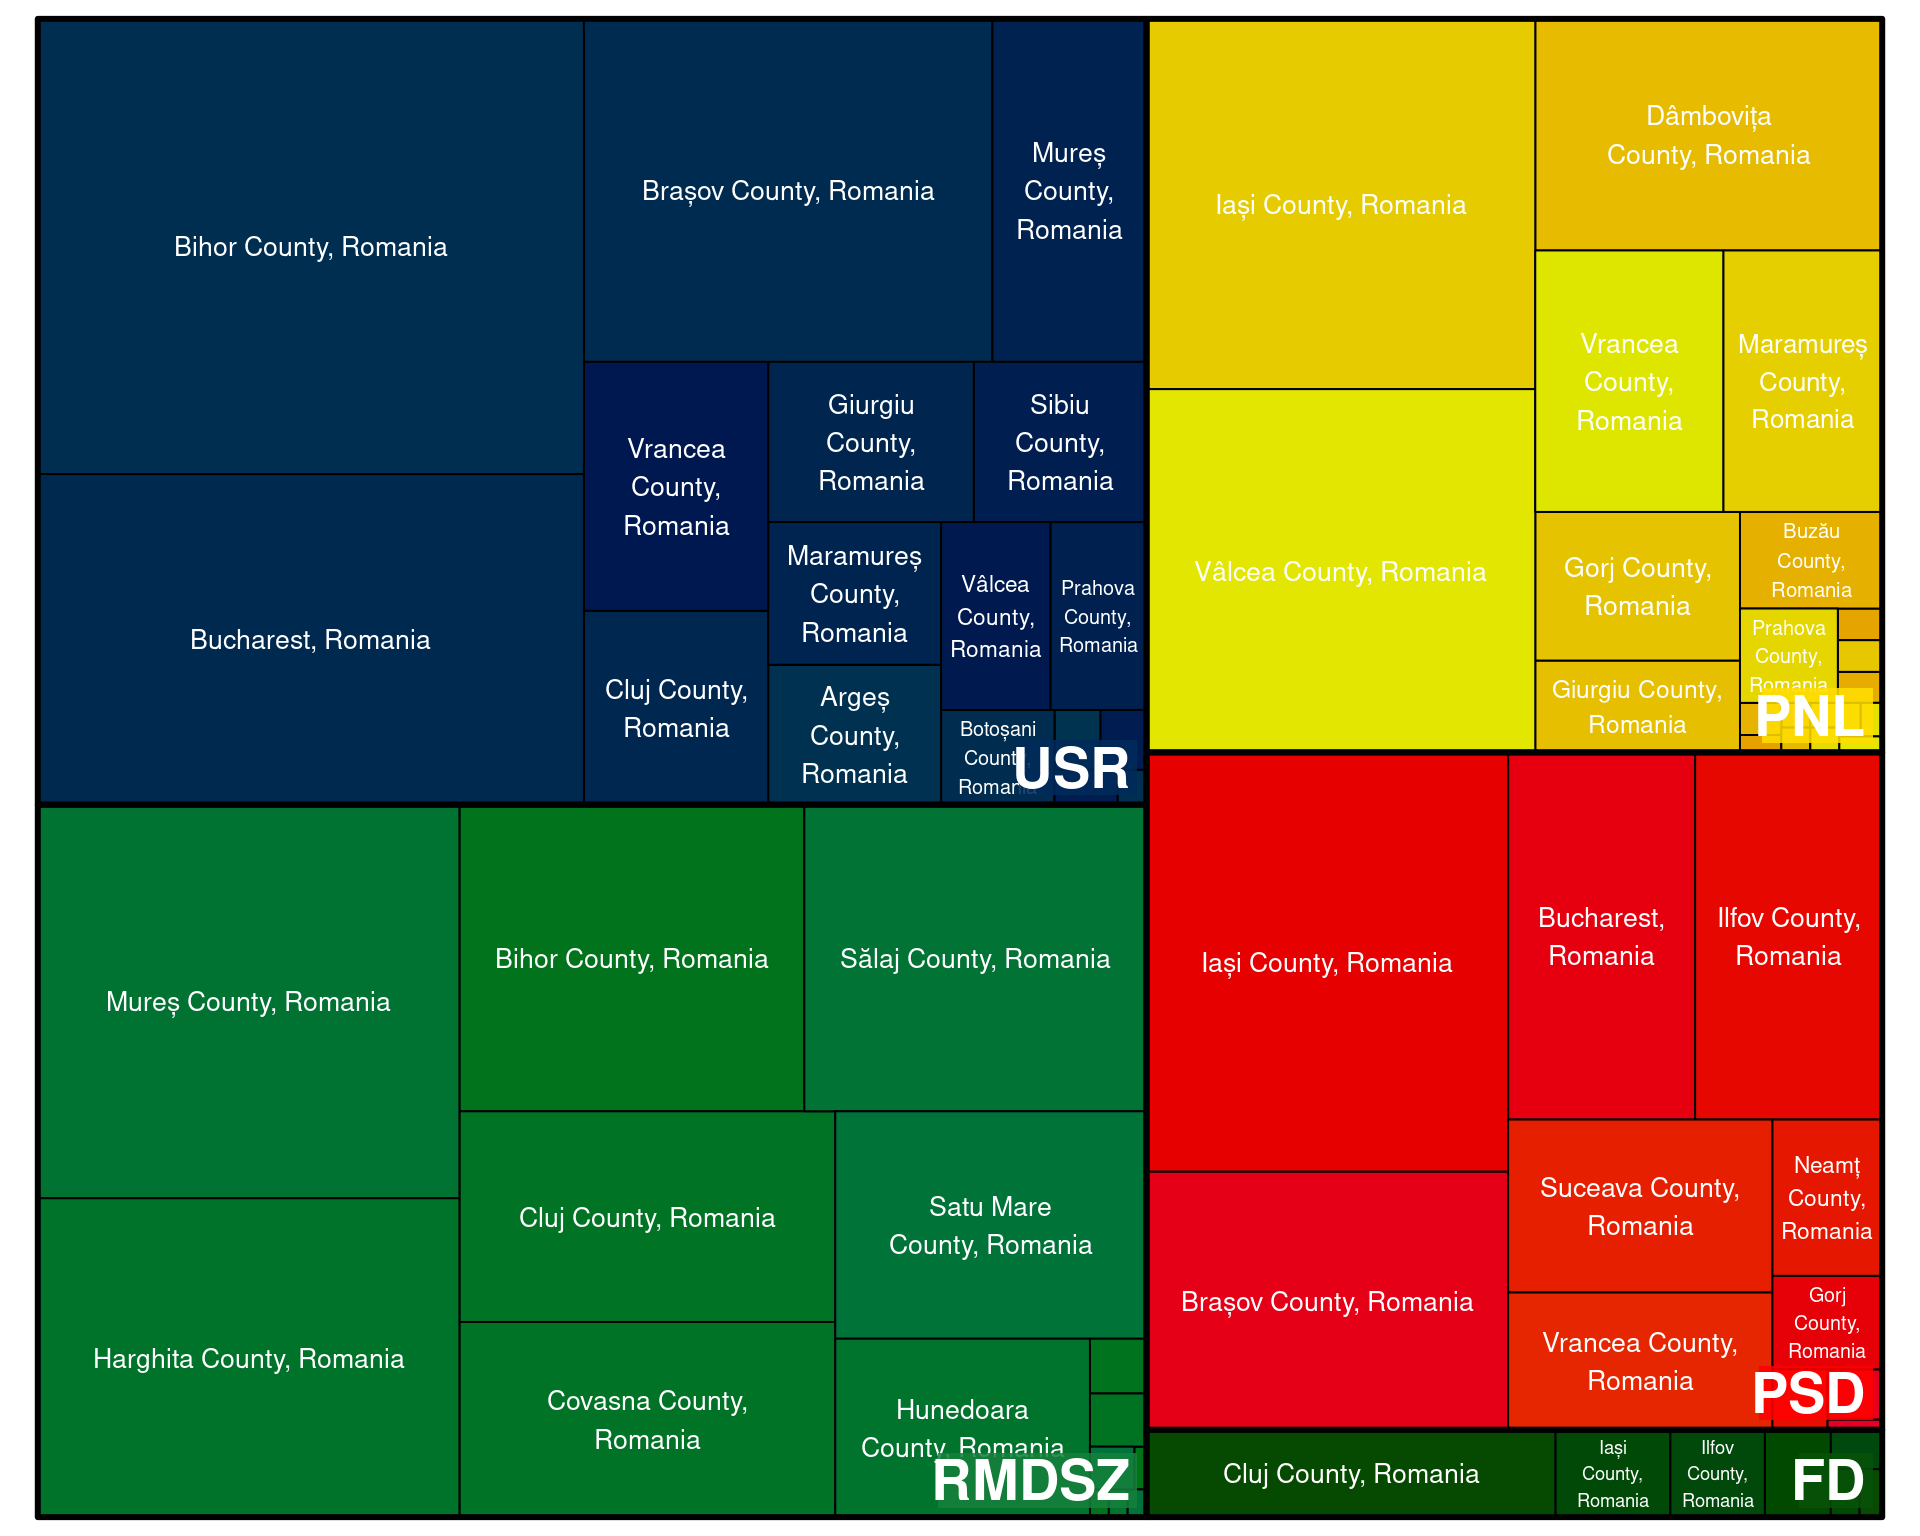 Bihor County, Romania
Bucharest, Romania
Brașov County, Romania
Mureș
County,
Romania
Vrancea
County,
Romania
Giurgiu
County,
Romania
Sibiu
County,
Romania
Cluj County,
Romania
Maramureș
County,
Romania
Argeș
County,
Romania
Vâlcea
County,
Romania
Prahova
County,
Romania
Botoșani
County,
Romania
USR
Iași County, Romania
Vâlcea County, Romania
Dâmbovița
County, Romania
Vrancea
County,
Romania
Maramureș
County,
Romania
Gorj County,
Romania
Giurgiu County,
Romania
Buzău
County,
Romania
Prahova
County,
Romania
PNL
Mureș County, Romania
Harghita County, Romania
Bihor County, Romania
Sălaj County, Romania
Cluj County, Romania
Covasna County,
Romania
Satu Mare
County, Romania
Hunedoara
County, Romania
RMDSZ
Iași County, Romania
Brașov County, Romania
Bucharest,
Romania
Ilfov County,
Romania
Suceava County,
Romania
Vrancea County,
Romania
Neamț
County,
Romania
Gorj
County,
Romania
PSD
Cluj County, Romania
Iași
County,
Romania
Ilfov
County,
Romania
FD